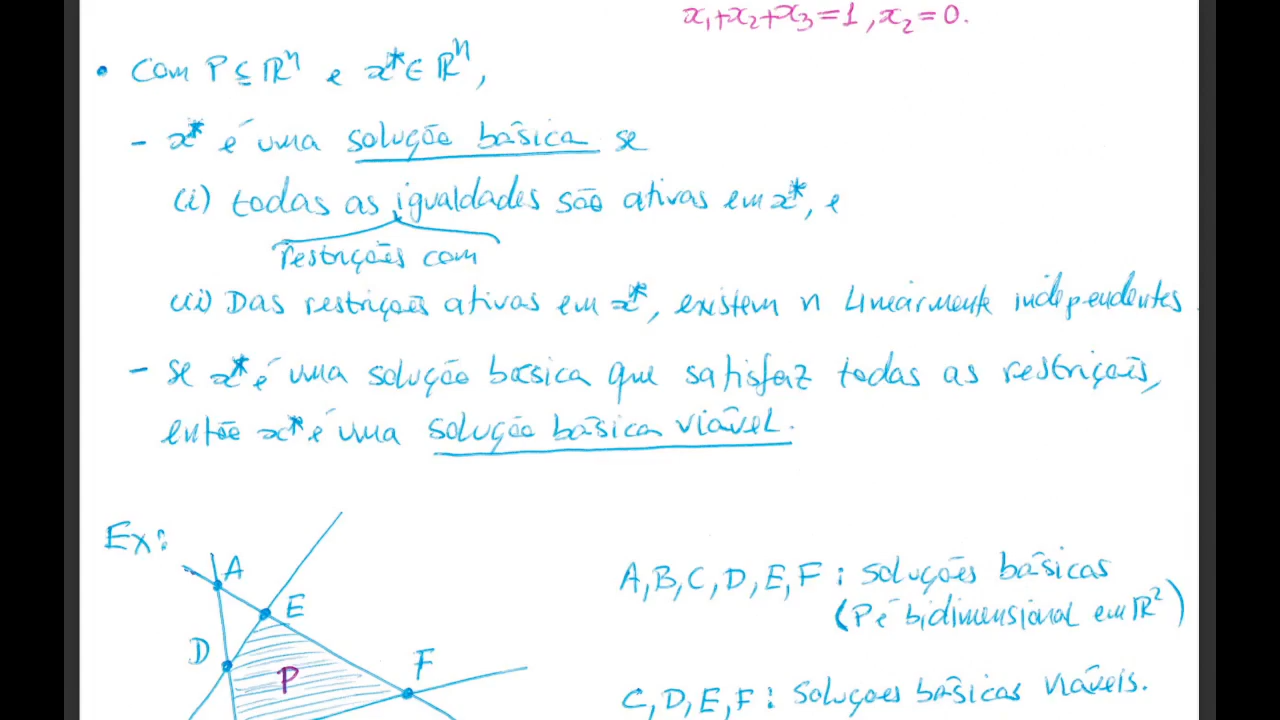 x₁+x₂+x₃=1, x₂=0.
• Com P ⊆ ℝⁿ e x* ∈ ℝⁿ,
- x* é uma solução básica se
(i) todas as igualdades são ativas em x*, e
restrições com
(ii) Das restrições ativas em x*, existem n linearmente independentes
- se x* é uma solução básica que satisfaz todas as restrições,
então x* é uma solução básica viável.
Ex:
A
E
D
P
F
A, B, C, D, E, F : soluções básicas
(P é bidimensional em ℝ²)
C, D, E, F : soluções básicas viáveis.